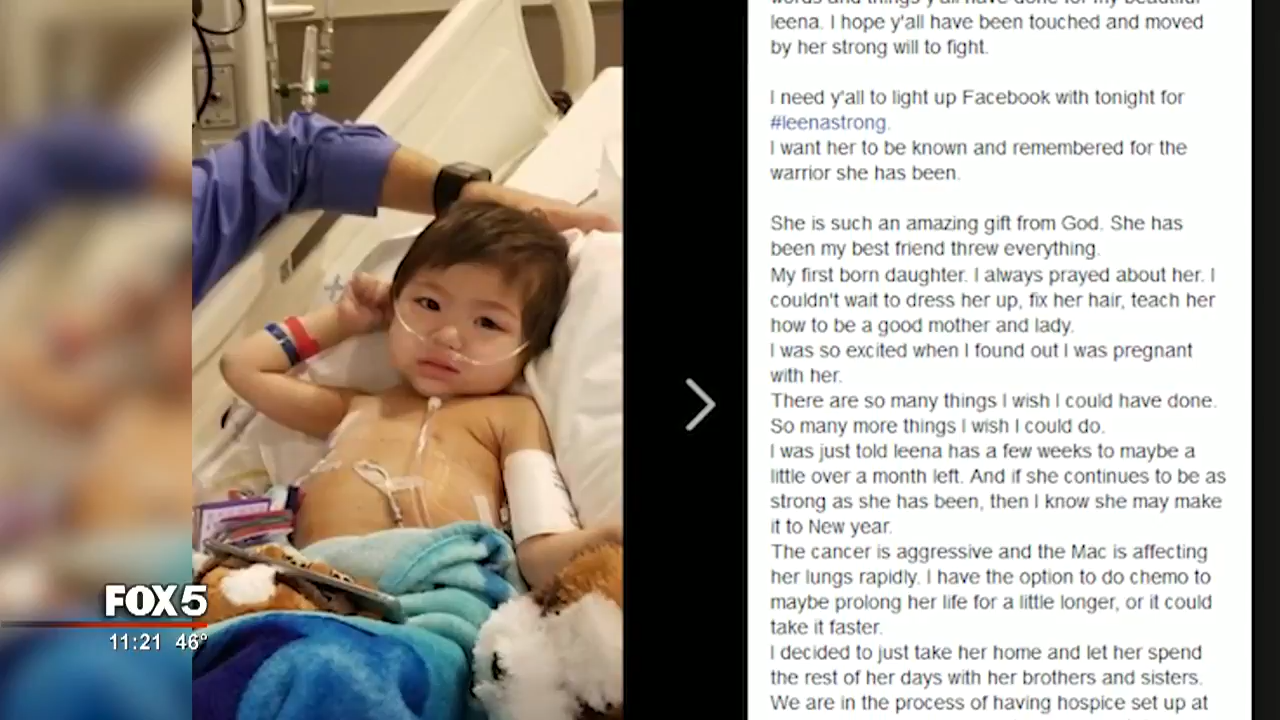 leena. I hope y'all have been touched and moved
by her strong will to fight.
I need y'all to light up Facebook with tonight for
#leenastrong.
I want her to be known and remembered for the
warrior she has been.
She is such an amazing gift from God. She has
been my best friend threw everything.
My first born daughter. I always prayed about her. I
couldn't wait to dress her up, fix her hair, teach her
how to be a good mother and lady.
I was so excited when I found out I was pregnant
with her.
There are so many things I wish I could have done.
So many more things I wish I could do.
I was just told leena has a few weeks to maybe a
little over a month left. And if she continues to be as
strong as she has been, then I know she may make
it to New year.
The cancer is aggressive and the Mac is affecting
her lungs rapidly. I have the option to do chemo to
maybe prolong her life for a little longer, or it could
take it faster.
I decided to just take her home and let her spend
the rest of her days with her brothers and sisters.
We are in the process of having hospice set up at
FOX 5
11:21 46°